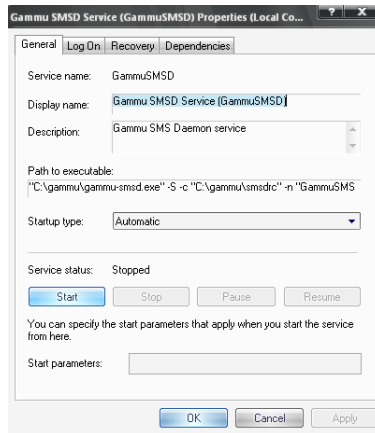 Gammu SMSD Service (GammuSMSD) Properties (Local Co...
General Log On Recovery Dependencies
Service name: GammuSMSD
Display name: Gammu SMSD Service (GammuSMSD)
Description: Gammu SMS Daemon service
Path to executable:
"C:\gammu\gammu-smsd.exe" -S -c "C:\gammu\smsdrc" -n "GammuSMS
Startup type: Automatic
Service status: Stopped
Start Stop Pause Resume
You can specify the start parameters that apply when you start the service
from here.
Start parameters:
OK Cancel Apply